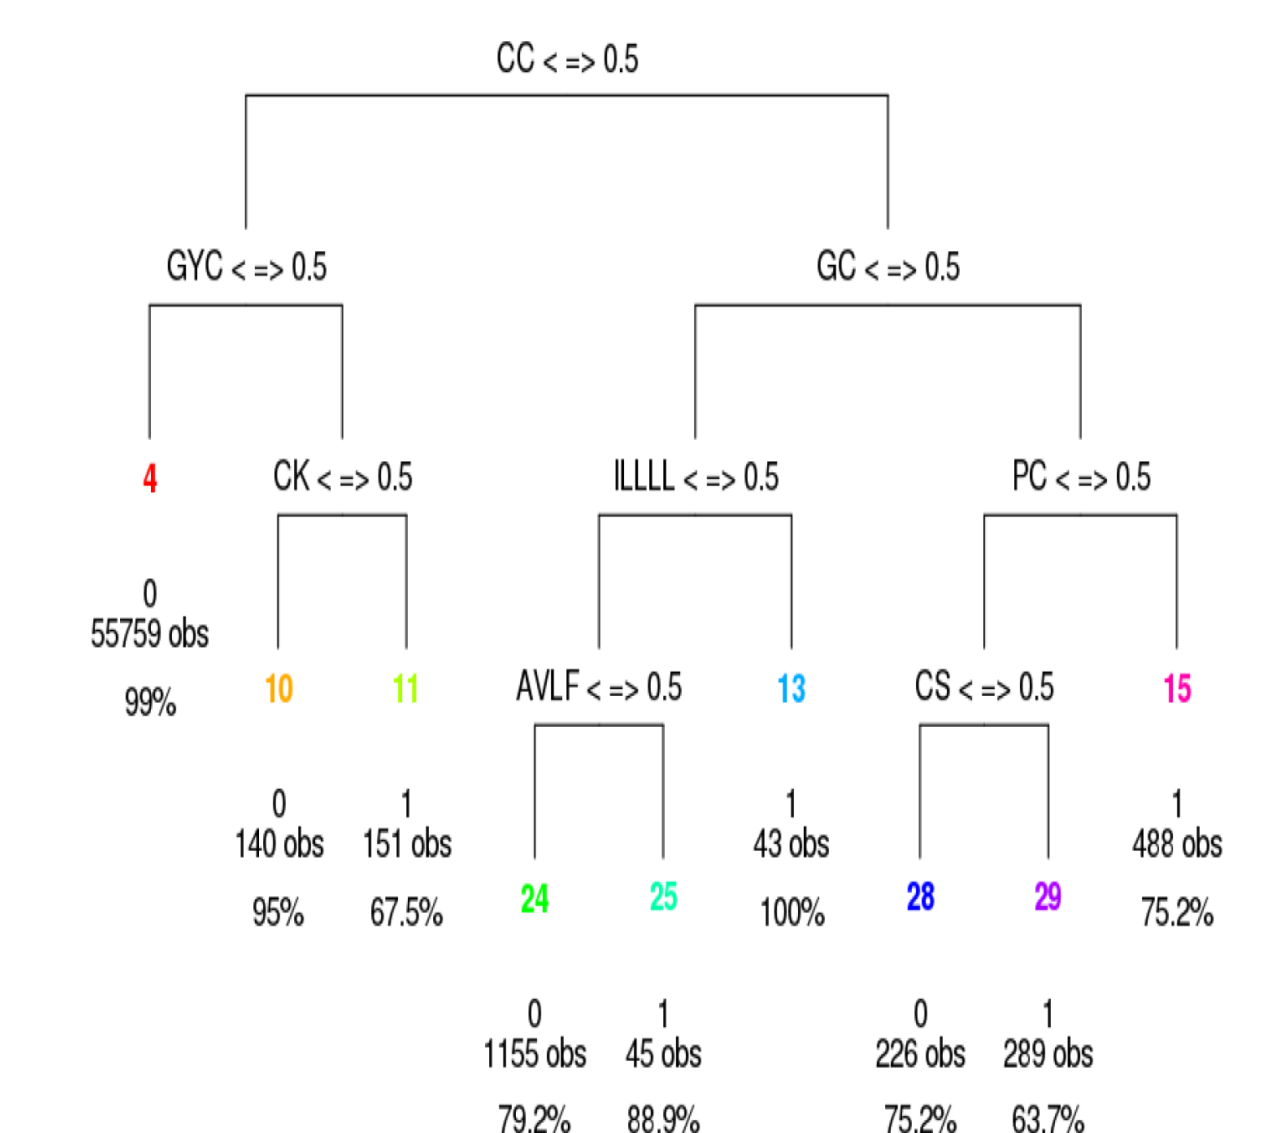 CC < => 0.5
GYC < => 0.5
GC < => 0.5
4
CK < => 0.5
ILLLL < => 0.5
PC < => 0.5
0
55759 obs
99%
10
11
AVLF < => 0.5
13
CS < => 0.5
15
0
1
1
1
140 obs
151 obs
43 obs
488 obs
24
25
28
29
95%
67.5%
100%
75.2%
0
1
0
1
1155 obs
45 obs
226 obs
289 obs
79.2%
88.9%
75.2%
63.7%